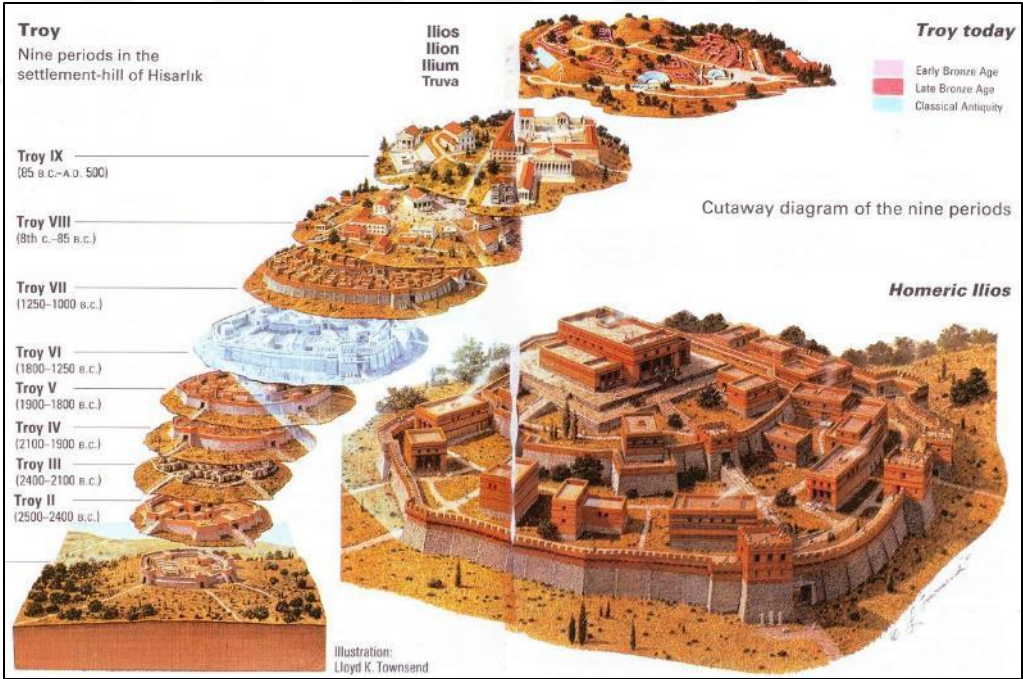 Troy
Nine periods in the
settlement-hill of Hisarlık
Ilios
Ilion
Ilium
Truva
Troy today
Early Bronze Age
Late Bronze Age
Classical Antiquity
Troy IX
(85 B.C.–A.D. 500)
Troy VIII
(8th c.–85 B.C.)
Troy VII
(1250–1000 B.C.)
Troy VI
(1800–1250 B.C.)
Troy V
(1900–1800 B.C.)
Troy IV
(2100–1900 B.C.)
Troy III
(2400–2100 B.C.)
Troy II
(2500–2400 B.C.)
Cutaway diagram of the nine periods
Homeric Ilios
Illustration:
Lloyd K. Townsend